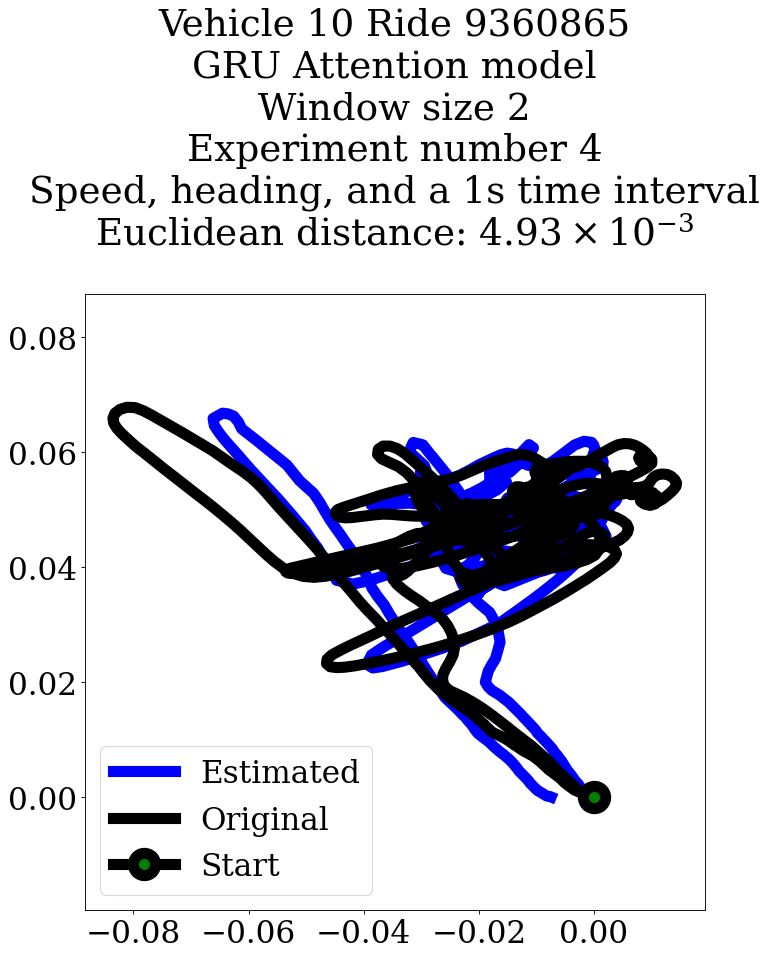 Vehicle 10 Ride 9360865
GRU Attention model
Window size 2
Experiment number 4
Speed, heading, and a 1s time interval
Euclidean distance: 4.93 × 10⁻³
0.08
0.06
0.04
0.02
0.00
Estimated
Original
Start
−0.08 −0.06 −0.04 −0.02 0.00